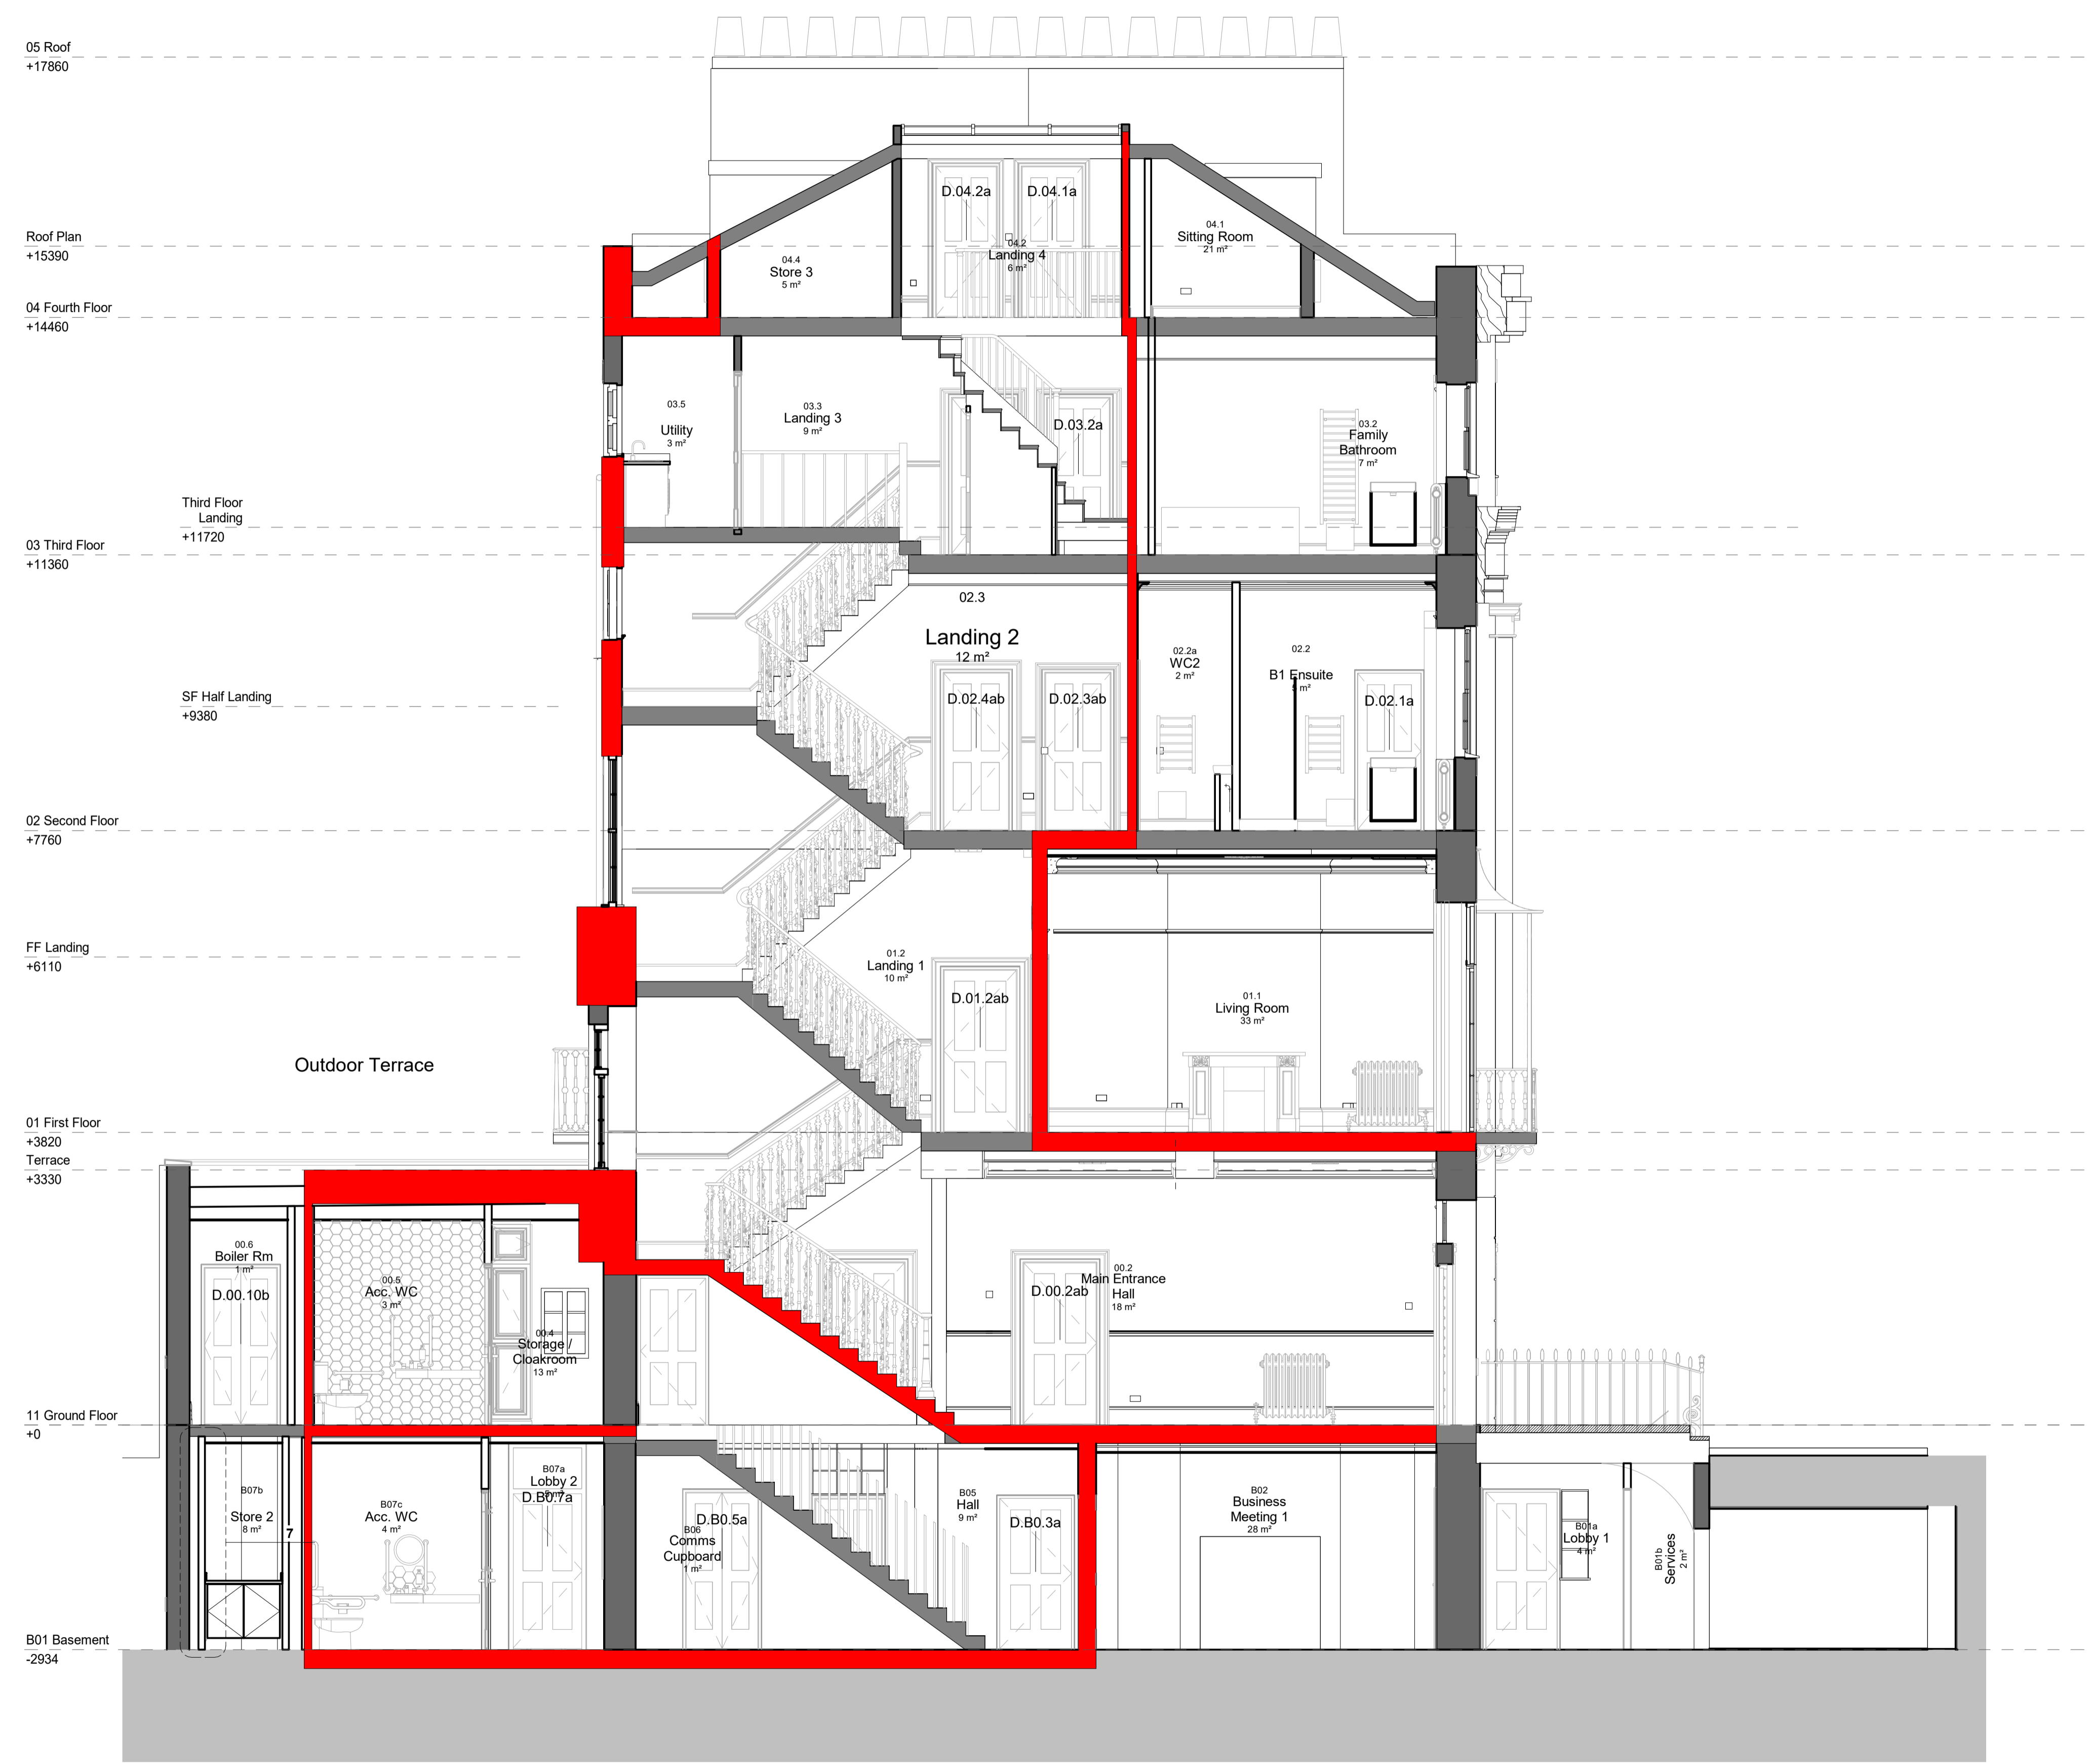 05 Roof
+17860
Roof Plan
+15390
04 Fourth Floor
+14460
Third Floor
Landing
+11720
03 Third Floor
+11360
SF Half Landing
+9380
02 Second Floor
+7760
FF Landing
+6110
Outdoor Terrace
01 First Floor
+3820
Terrace
+3330
11 Ground Floor
+0
B01 Basement
-2934
D.04.2a
D.04.1a
04.2
Landing 4
6 m²
04.4
Store 3
5 m²
04.1
Sitting Room
21 m²
03.5
Utility
3 m²
03.3
Landing 3
9 m²
D.03.2a
03.2
Family
Bathroom
7 m²
02.3
Landing 2
12 m²
D.02.4ab
D.02.3ab
02.2a
WC2
2 m²
02.2
B1 Ensuite
m²
D.02.1a
01.2
Landing 1
10 m²
D.01.2ab
01.1
Living Room
33 m²
00.6
Boiler Rm
1 m²
D.00.10b
00.5
Acc. WC
3 m²
00.4
Storage /
Cloakroom
13 m²
00.2
Main Entrance
Hall
18 m²
D.00.2ab
B07b
Store 2
8 m²
7
B07c
Acc. WC
4 m²
B07a
Lobby 2
D.B0.7a
D.B0.5a
B06
Comms
Cupboard
1 m²
B05
Hall
9 m²
D.B0.3a
B02
Business
Meeting 1
28 m²
B01a
Lobby 1
4 m²
B01b
Services
2 m²